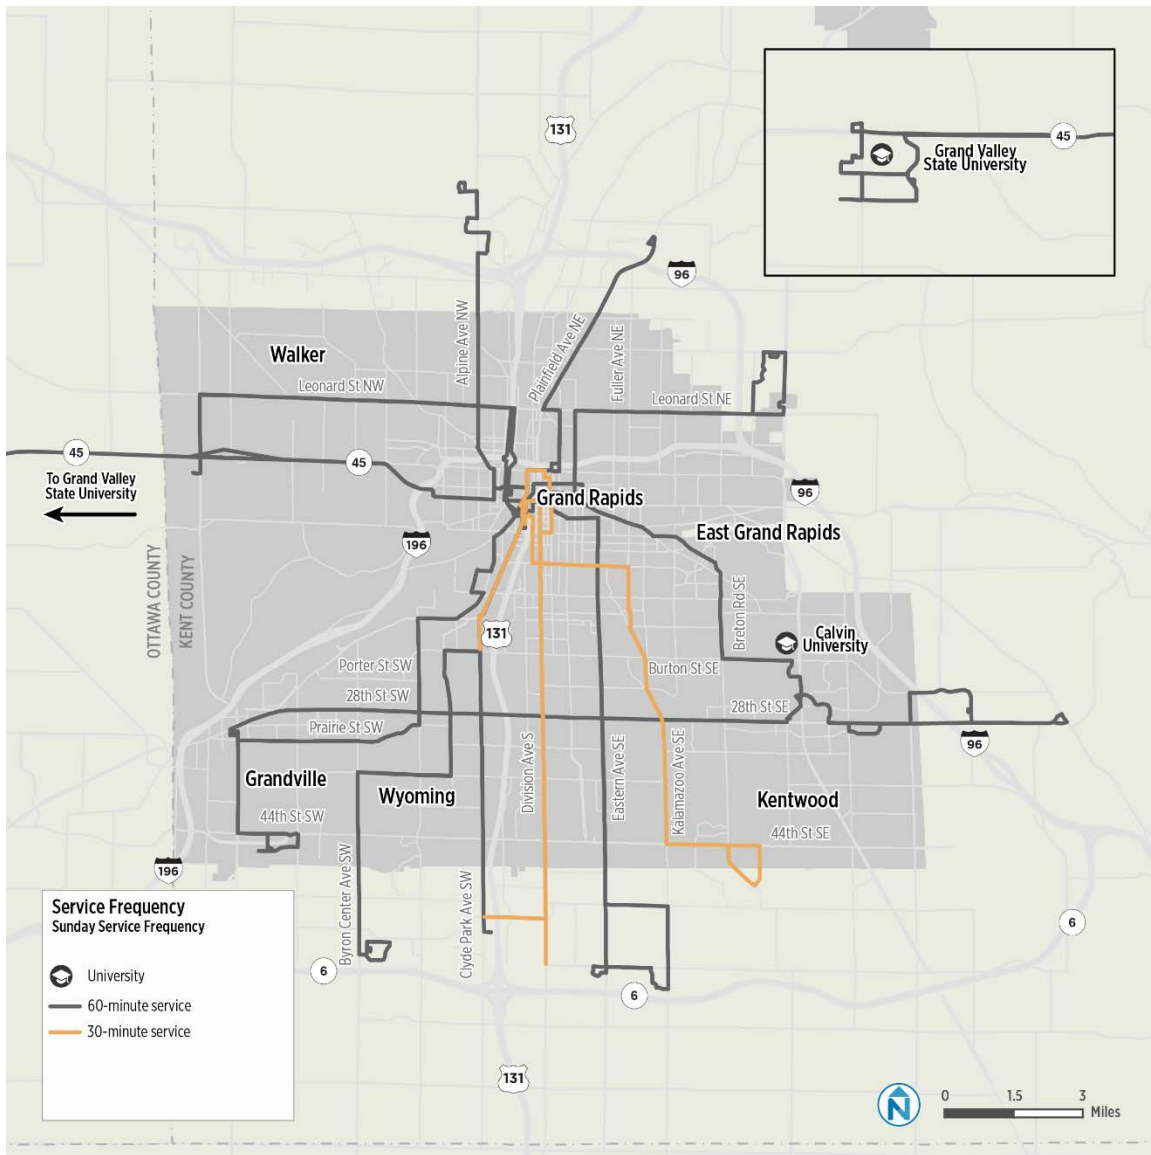 131
45
Grand Valley
State University
96
Walker
Leonard St NW
Alpine Ave NW
Plainfield Ave NE
Fuller Ave NE
Leonard St NE
45
45
To Grand Valley
State University
Grand Rapids
96
East Grand Rapids
196
OTTAWA COUNTY
KENT COUNTY
Breton Rd SE
131
Calvin
University
Porter St SW
Burton St SE
28th St SW
28th St SE
Prairie St SW
96
Grandville
Wyoming
Division Ave S
Eastern Ave SE
Kalamazoo Ave SE
Kentwood
44th St SW
44th St SE
196
Byron Center Ave SW
Clyde Park Ave SW
6
6
6
Service Frequency
Sunday Service Frequency
University
60-minute service
30-minute service
131
N
0 1.5 3
Miles